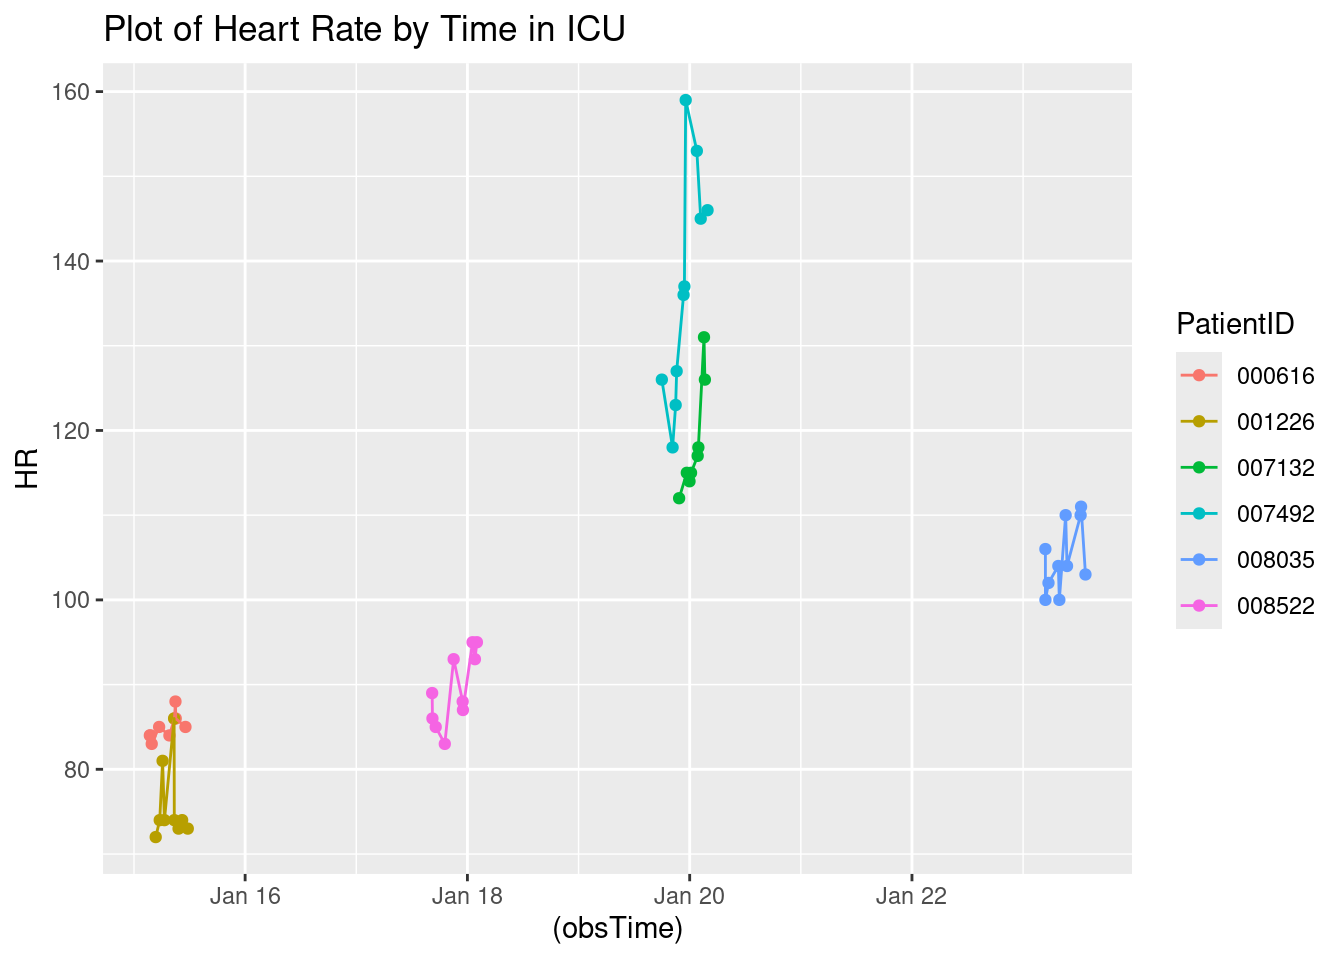 Plot of Heart Rate by Time in ICU
160
140
120
100
80
HR
Jan 16
Jan 18
Jan 20
Jan 22
(obsTime)
PatientID
000616
001226
007132
007492
008035
008522